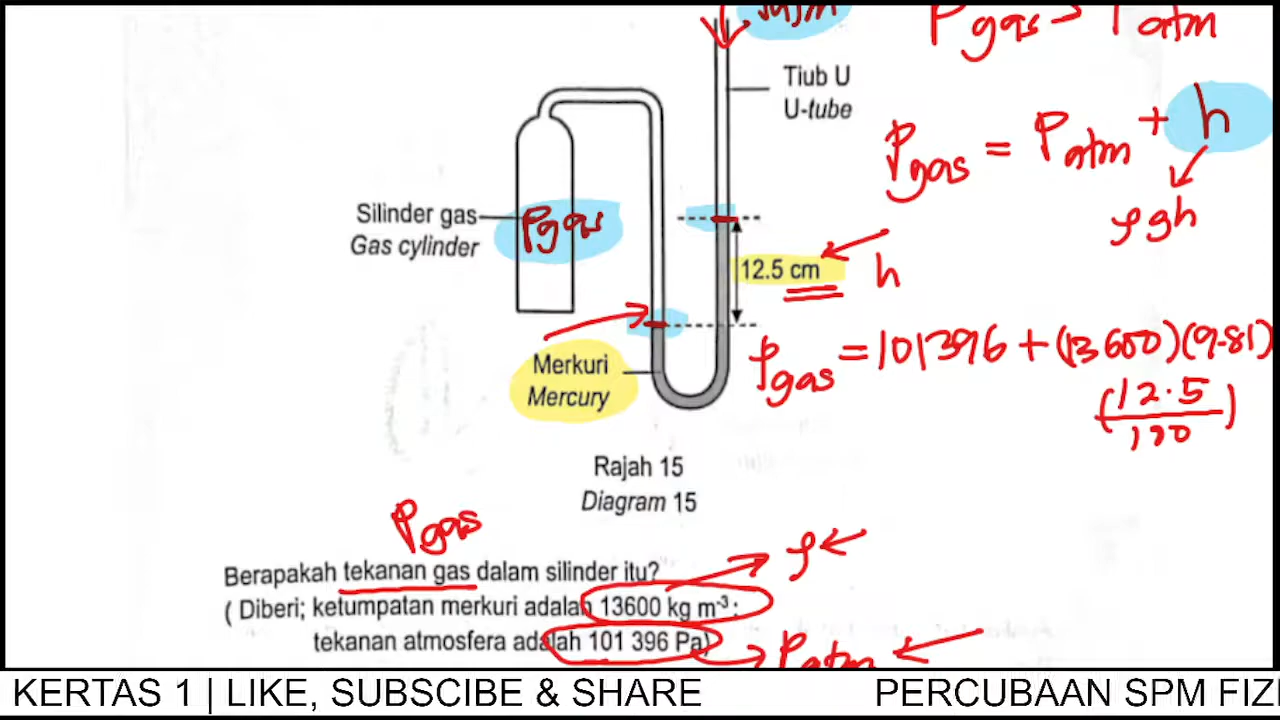 Patm
Pgas > Patm
Tiub U
U-tube
Pgas = Patm + h
ρgh
Silinder gas
Gas cylinder
Pgas
12.5 cm
h
Merkuri
Mercury
Pgas = 101396 + (13600)(9.81)
(12.5/100)
Rajah 15
Diagram 15
Pgas
Berapakah tekanan gas dalam silinder itu?
ρ
( Diberi; ketumpatan merkuri adalah 13600 kg m⁻³;
tekanan atmosfera adalah 101 396 Pa)
Patm
KERTAS 1 | LIKE, SUBSCIBE & SHARE
PERCUBAAN SPM FIZI